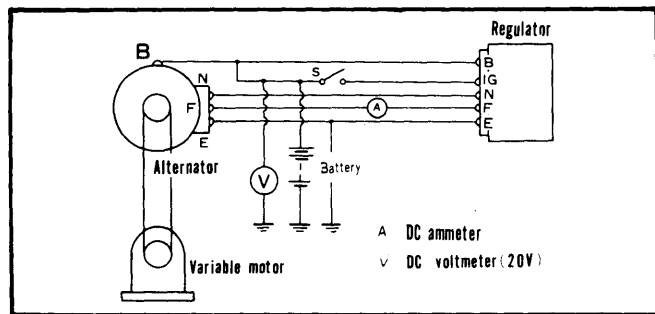 Regulator
B
B
S
IG
N
N
F
A
F
E
E
Alternator
V
Battery
A DC ammeter
V DC voltmeter (20V)
Variable motor